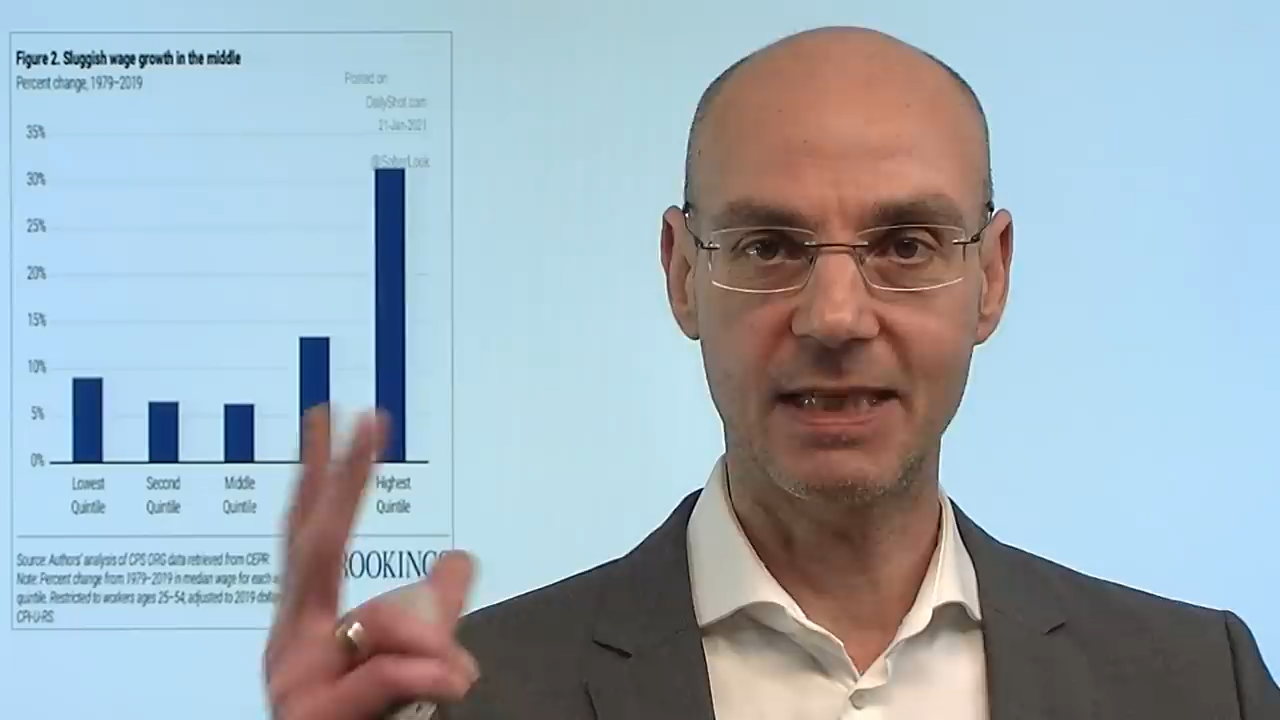 Figure 2. Sluggish wage growth in the middle
Percent change, 1979–2019
Posted on
DailyShot.com
21-Jan-2021
@SoberLook
35%
30%
25%
20%
15%
10%
5%
0%
Lowest
Quintile
Second
Quintile
Middle
Quintile
Highest
Quintile
Source: Authors' analysis of CPS ORG data retrieved from CEPR
Note: Percent change from 1979–2019 in median wage for each
quintile. Restricted to workers ages 25–54, adjusted to 2019
CPI-U-RS.
ROOKINGS